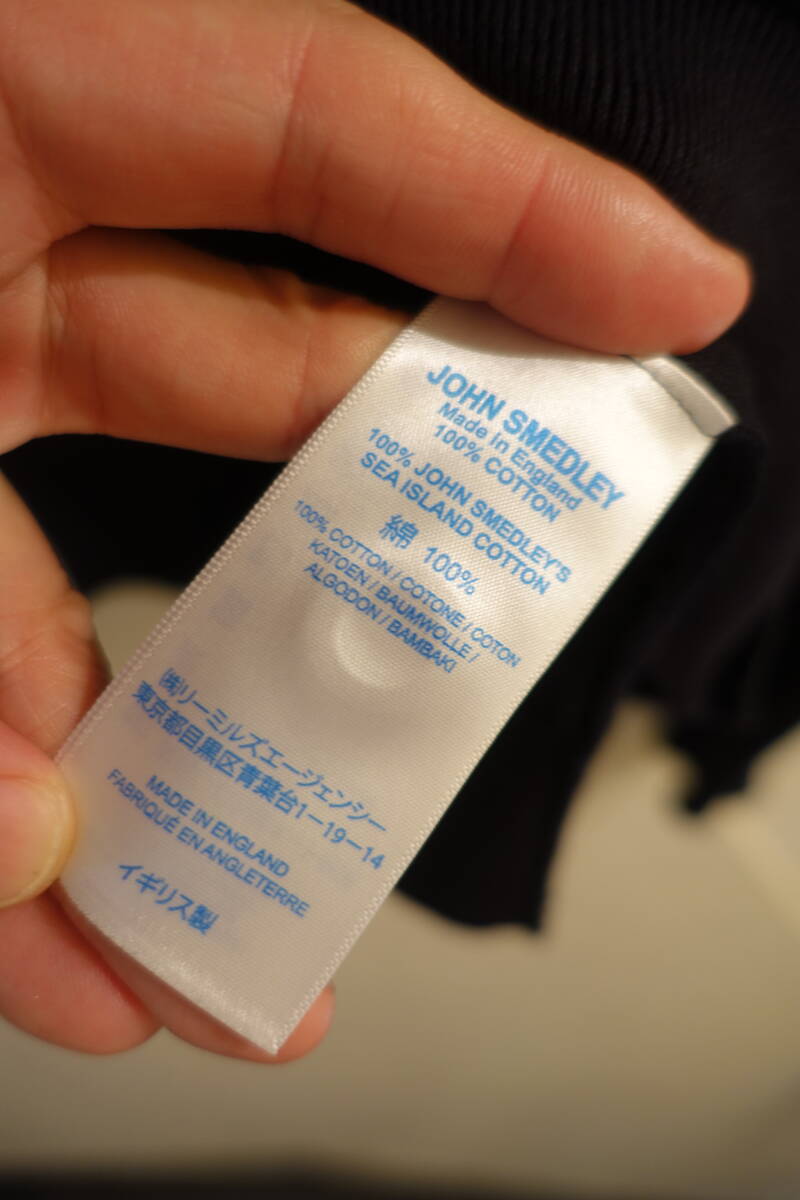 JOHN SMEDLEY
Made in England
100% COTTON
100% JOHN SMEDLEY'S
SEA ISLAND COTTON
綿 100%
100% COTTON / COTONE / COTON
KATOEN / BAUMWOLLE /
ALGODON / BAMBAKI
㈱リーミルズエージェンシー
東京都目黒区青葉台1-19-14
MADE IN ENGLAND
FABRIQUÉ EN ANGLETERRE
イギリス製